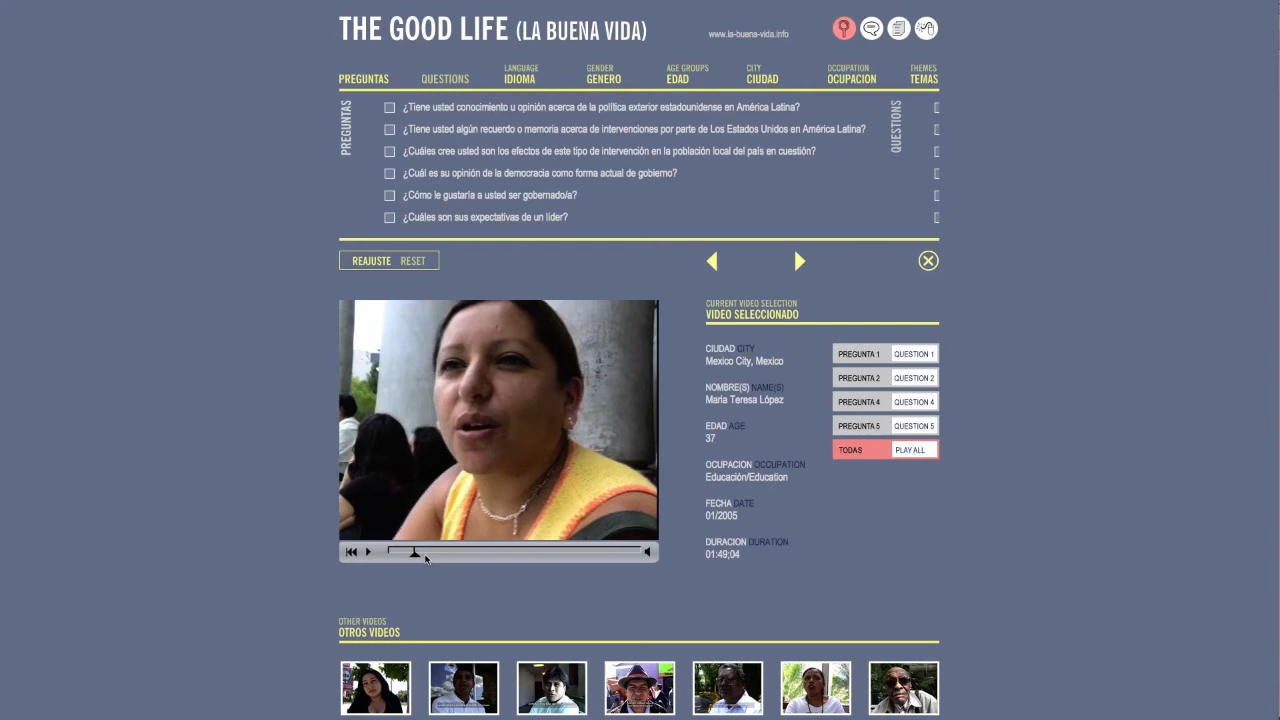 THE GOOD LIFE (LA BUENA VIDA)
www.la-buena-vida.info
PREGUNTAS
QUESTIONS
LANGUAGE
IDIOMA
GENDER
GENERO
AGE GROUPS
EDAD
CITY
CIUDAD
OCCUPATION
OCUPACION
THEMES
TEMAS
PREGUNTAS
¿Tiene usted conocimiento u opinión acerca de la política exterior estadounidense en América Latina?
¿Tiene usted algún recuerdo o memoria acerca de intervenciones por parte de Los Estados Unidos en América Latina?
¿Cuáles cree usted son los efectos de este tipo de intervención en la población local del país en cuestión?
¿Cuál es su opinión de la democracia como forma actual de gobierno?
¿Cómo le gustaría a usted ser gobernado/a?
¿Cuáles son sus expectativas de un líder?
QUESTIONS
REAJUSTE RESET
CURRENT VIDEO SELECTION
VIDEO SELECCIONADO
CIUDAD CITY
Mexico City, Mexico
NOMBRE(S) NAME(S)
Maria Teresa López
EDAD AGE
37
OCUPACION OCCUPATION
Educación/Education
FECHA DATE
01/2005
DURACION DURATION
01:49;04
PREGUNTA 1 QUESTION 1
PREGUNTA 2 QUESTION 2
PREGUNTA 4 QUESTION 4
PREGUNTA 5 QUESTION 5
TODAS PLAY ALL
OTHER VIDEOS
OTROS VIDEOS